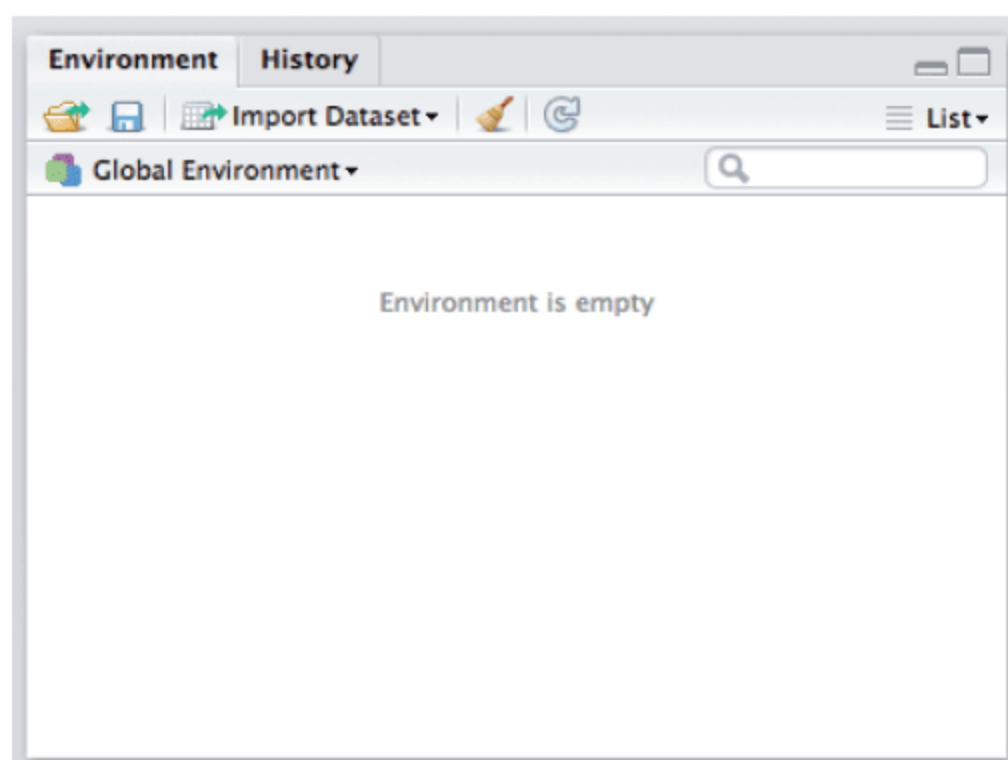 Environment History
Import Dataset List
Global Environment
Environment is empty